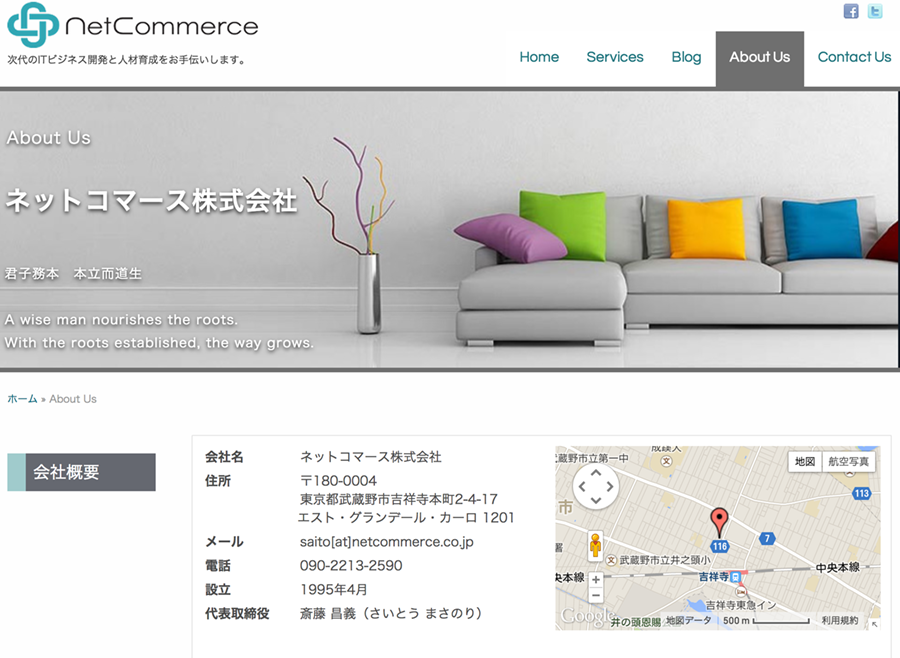 NetCommerce
次代のITビジネス開発と人材育成をお手伝いします。
Home Services Blog About Us Contact Us
About Us
ネットコマース株式会社
君子務本　本立而道生
A wise man nourishes the roots.
With the roots established, the way grows.
ホーム » About Us
会社概要
会社名 ネットコマース株式会社
住所 〒180-0004
東京都武蔵野市吉祥寺本町2-4-17
エスト・グランデール・カーロ 1201
メール saito[at]netcommerce.co.jp
電話 090-2213-2590
設立 1995年4月
代表取締役 斎藤 昌義（さいとう まさのり）
蔵野市立第一中
地図 航空写真
113
市
7
116
武蔵野市立井之頭小
中央本線
央本線
吉祥寺
吉祥寺東急イン
Google
井の頭恩賜
地図データ 500 m 利用規約